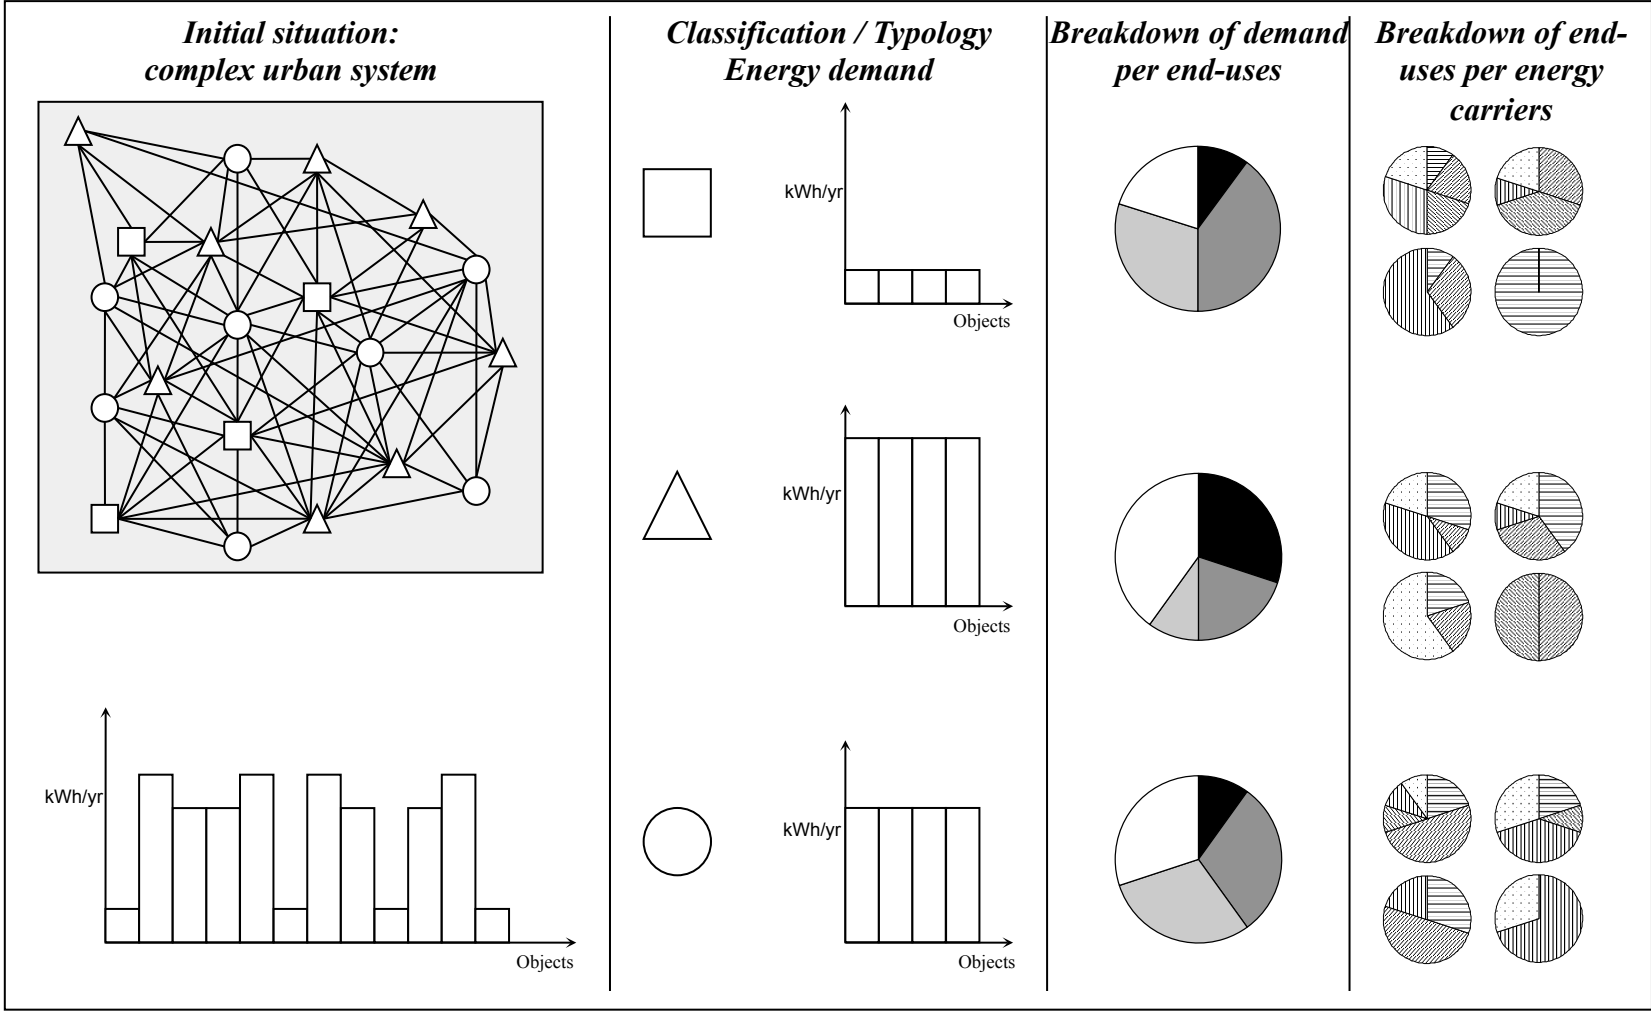 Initial situation:
complex urban system
Classification / Typology
Energy demand
Breakdown of demand
per end-uses
Breakdown of end-
uses per energy
carriers
kWh/yr
Objects
kWh/yr
Objects
kWh/yr
Objects
kWh/yr
Objects